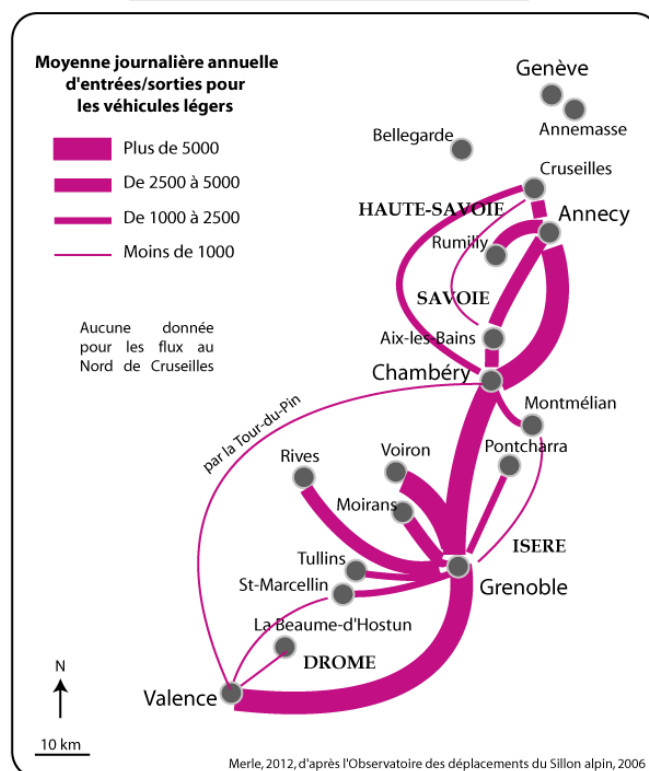 Moyenne journalière annuelle
d'entrées/sorties pour
les véhicules légers
Plus de 5000
De 2500 à 5000
De 1000 à 2500
Moins de 1000
Aucune donnée
pour les flux au
Nord de Cruseilles
Genève
Annemasse
Bellegarde
Cruseilles
HAUTE-SAVOIE
Annecy
Rumilly
SAVOIE
Aix-les-Bains
Chambéry
Montmélian
par la Tour-du-Pin
Rives
Voiron
Pontcharra
Moirans
ISERE
Tullins
Grenoble
St-Marcellin
La Beaume-d'Hostun
DROME
Valence
N
10 km
Merle, 2012, d'après l'Observatoire des déplacements du Sillon alpin, 2006